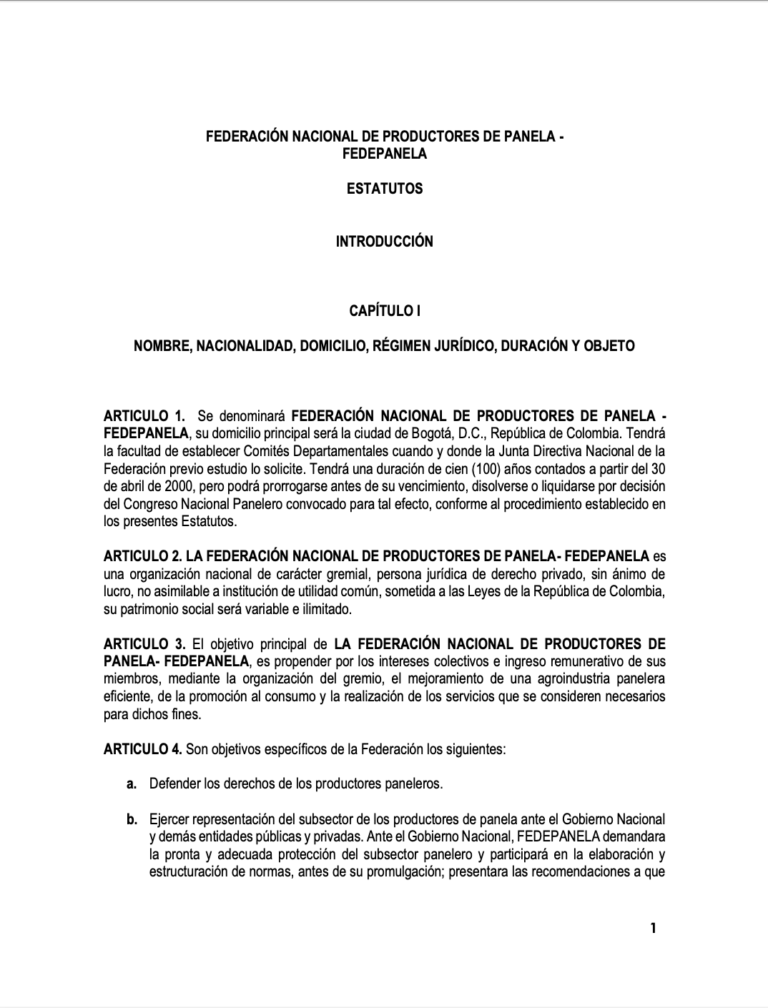 FEDERACIÓN NACIONAL DE PRODUCTORES DE PANELA -
FEDEPANELA
ESTATUTOS
INTRODUCCIÓN
CAPÍTULO I
NOMBRE, NACIONALIDAD, DOMICILIO, RÉGIMEN JURÍDICO, DURACIÓN Y OBJETO
ARTICULO 1. Se denominará FEDERACIÓN NACIONAL DE PRODUCTORES DE PANELA -
FEDEPANELA, su domicilio principal será la ciudad de Bogotá, D.C., República de Colombia. Tendrá
la facultad de establecer Comités Departamentales cuando y donde la Junta Directiva Nacional de la
Federación previo estudio lo solicite. Tendrá una duración de cien (100) años contados a partir del 30
de abril de 2000, pero podrá prorrogarse antes de su vencimiento, disolverse o liquidarse por decisión
del Congreso Nacional Panelero convocado para tal efecto, conforme al procedimiento establecido en
los presentes Estatutos.
ARTICULO 2. LA FEDERACIÓN NACIONAL DE PRODUCTORES DE PANELA- FEDEPANELA es
una organización nacional de carácter gremial, persona jurídica de derecho privado, sin ánimo de
lucro, no asimilable a institución de utilidad común, sometida a las Leyes de la República de Colombia,
su patrimonio social será variable e ilimitado.
ARTICULO 3. El objetivo principal de LA FEDERACIÓN NACIONAL DE PRODUCTORES DE
PANELA- FEDEPANELA, es propender por los intereses colectivos e ingreso remunerativo de sus
miembros, mediante la organización del gremio, el mejoramiento de una agroindustria panelera
eficiente, de la promoción al consumo y la realización de los servicios que se consideren necesarios
para dichos fines.
ARTICULO 4. Son objetivos específicos de la Federación los siguientes:
a. Defender los derechos de los productores paneleros.
b. Ejercer representación del subsector de los productores de panela ante el Gobierno Nacional
y demás entidades públicas y privadas. Ante el Gobierno Nacional, FEDEPANELA demandara
la pronta y adecuada protección del subsector panelero y participará en la elaboración y
estructuración de normas, antes de su promulgación; presentara las recomendaciones a que
1